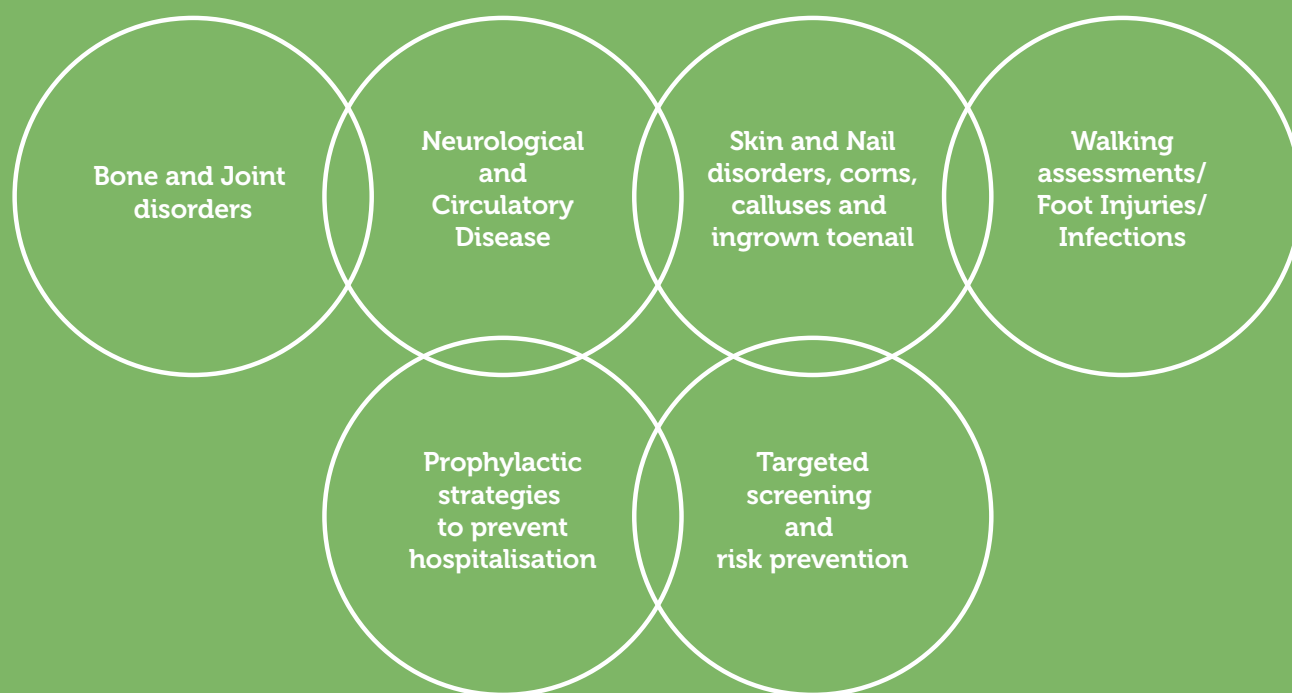 Bone and Joint
disorders
Neurological
and
Circulatory
Disease
Skin and Nail
disorders, corns,
calluses and
ingrown toenail
Walking
assessments/
Foot Injuries/
Infections
Prophylactic
strategies
to prevent
hospitalisation
Targeted
screening
and
risk prevention